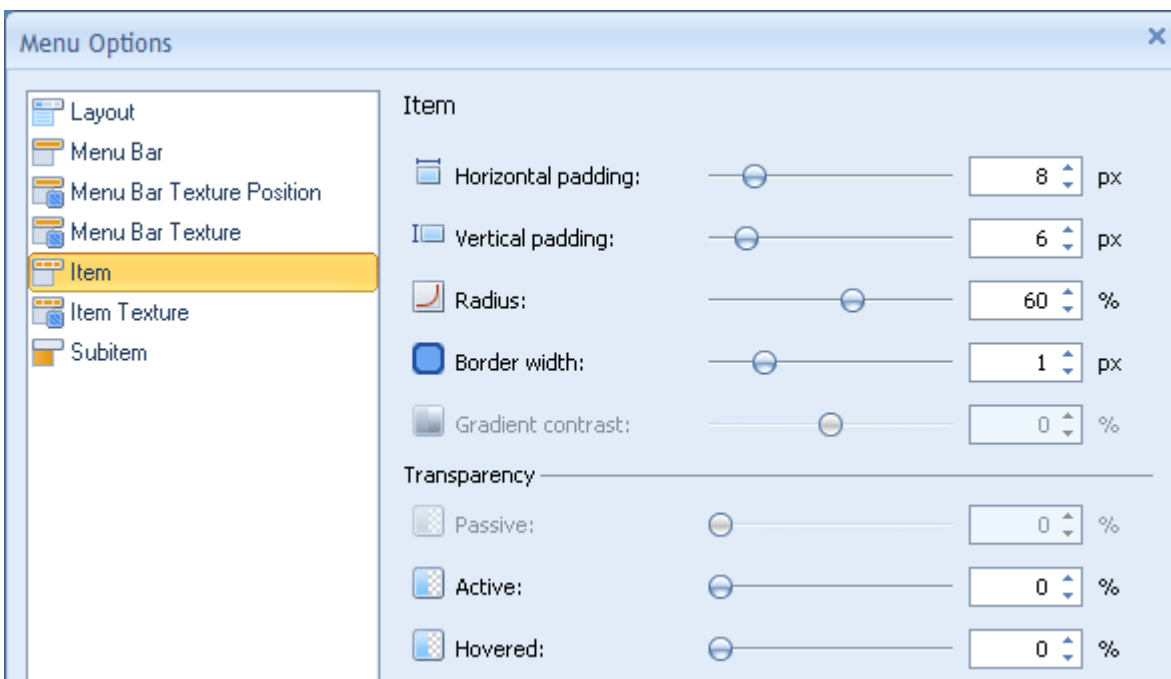 Menu Options
Layout
Menu Bar
Menu Bar Texture Position
Menu Bar Texture
Item
Item Texture
Subitem
Item
Horizontal padding: 8 px
Vertical padding: 6 px
Radius: 60 %
Border width: 1 px
Gradient contrast: 0 %
Transparency
Passive: 0 %
Active: 0 %
Hovered: 0 %